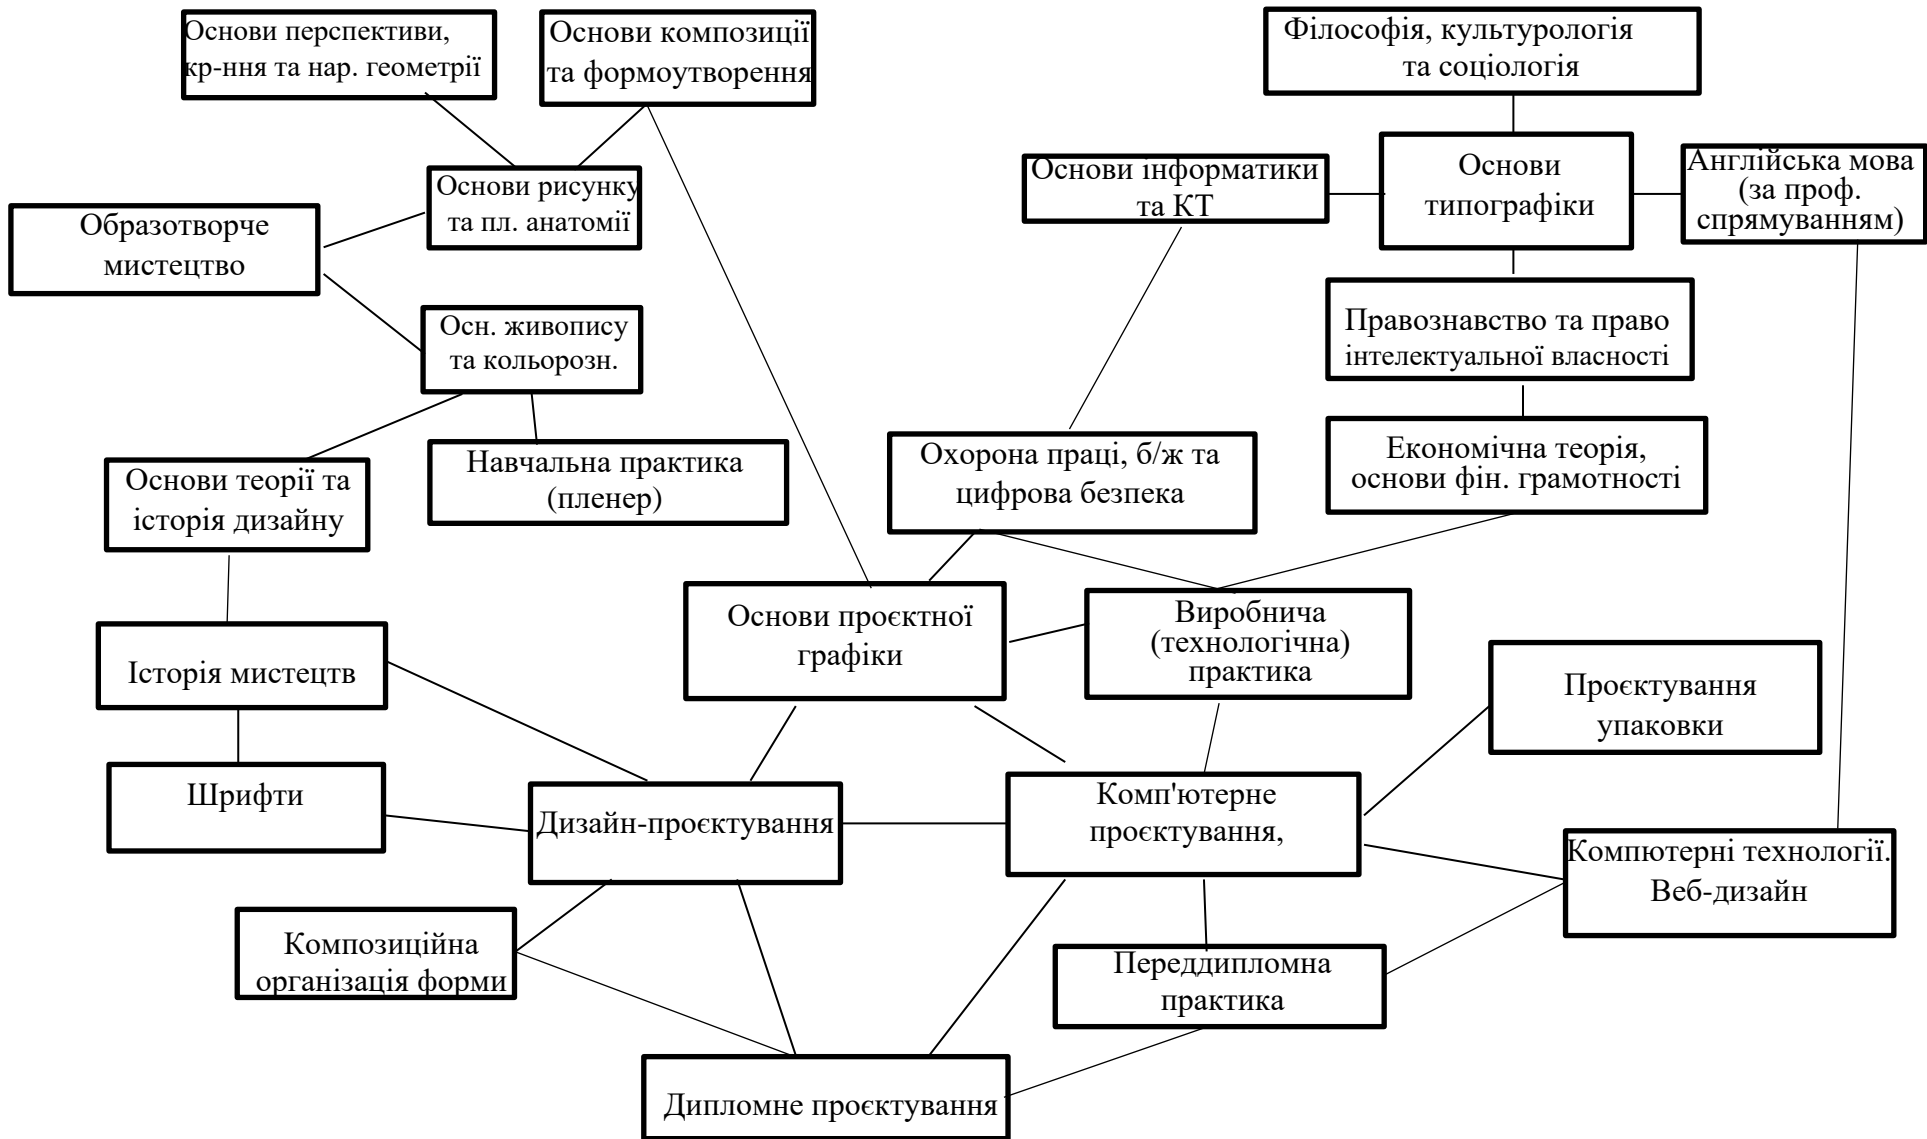 Основи перспективи,
кр-ння та нар. геометрії
Основи композиції
та формоутворення
Філософія, культурологія
та соціологія
Основи рисунку
та пл. анатомії
Основи інформатики
та КТ
Основи
типографіки
Англійська мова
(за проф.
спрямуванням)
Образотворче
мистецтво
Правознавство та право
інтелектуальної власності
Осн. живопису
та кольорозн.
Навчальна практика
(пленер)
Охорона праці, б/ж та
цифрова безпека
Економічна теорія,
основи фін. грамотності
Основи теорії та
історія дизайну
Основи проєктної
графіки
Виробнича
(технологічна)
практика
Історія мистецтв
Проєктування
упаковки
Шрифти
Дизайн-проєктування
Комп'ютерне
проєктування,
Компютерні технології.
Веб-дизайн
Композиційна
організація форми
Переддипломна
практика
Дипломне проєктування